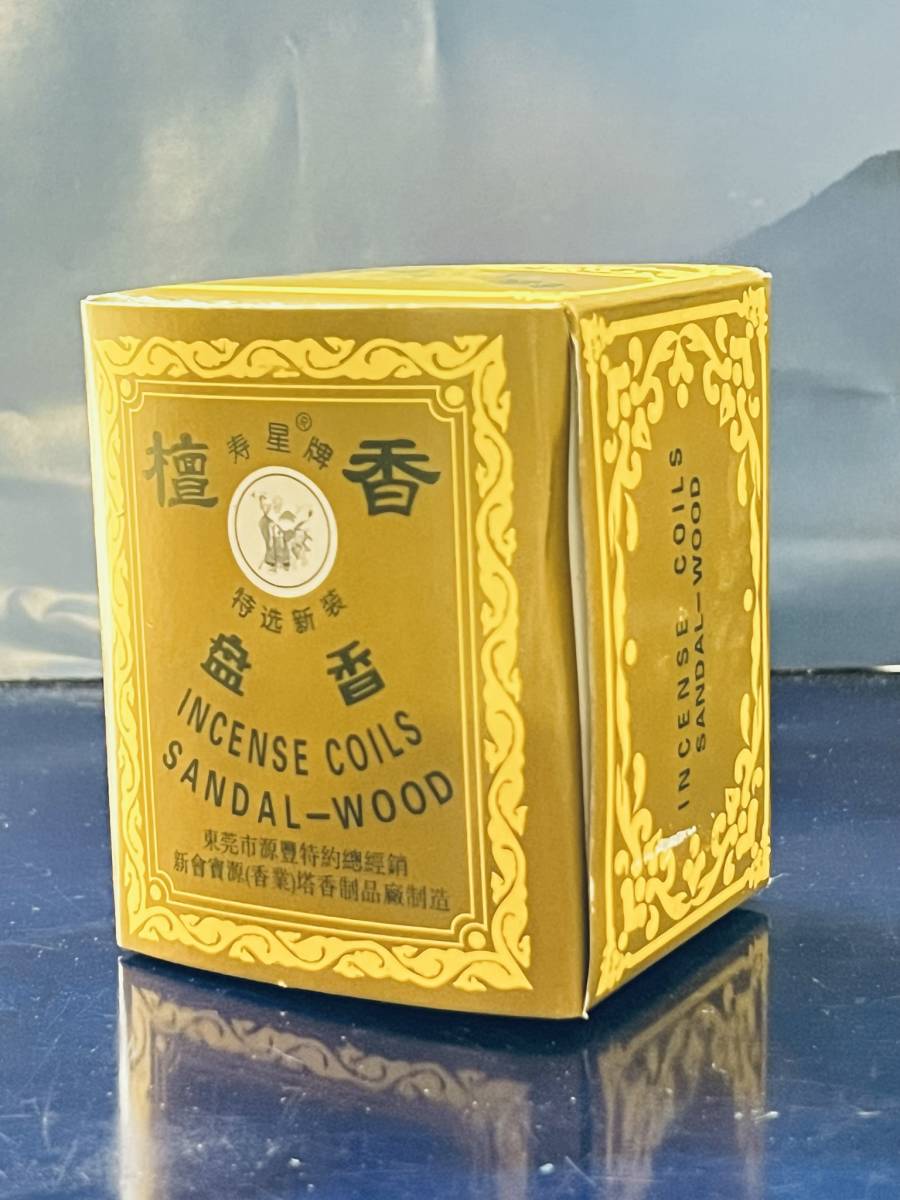 寿星牌®
檀香
特选新装
盘香
INCENSE COILS
SANDAL-WOOD
東莞市源豐特約總經銷
新會寶源(香業)塔香制品廠制造
INCENSE COILS
SANDAL-WOOD